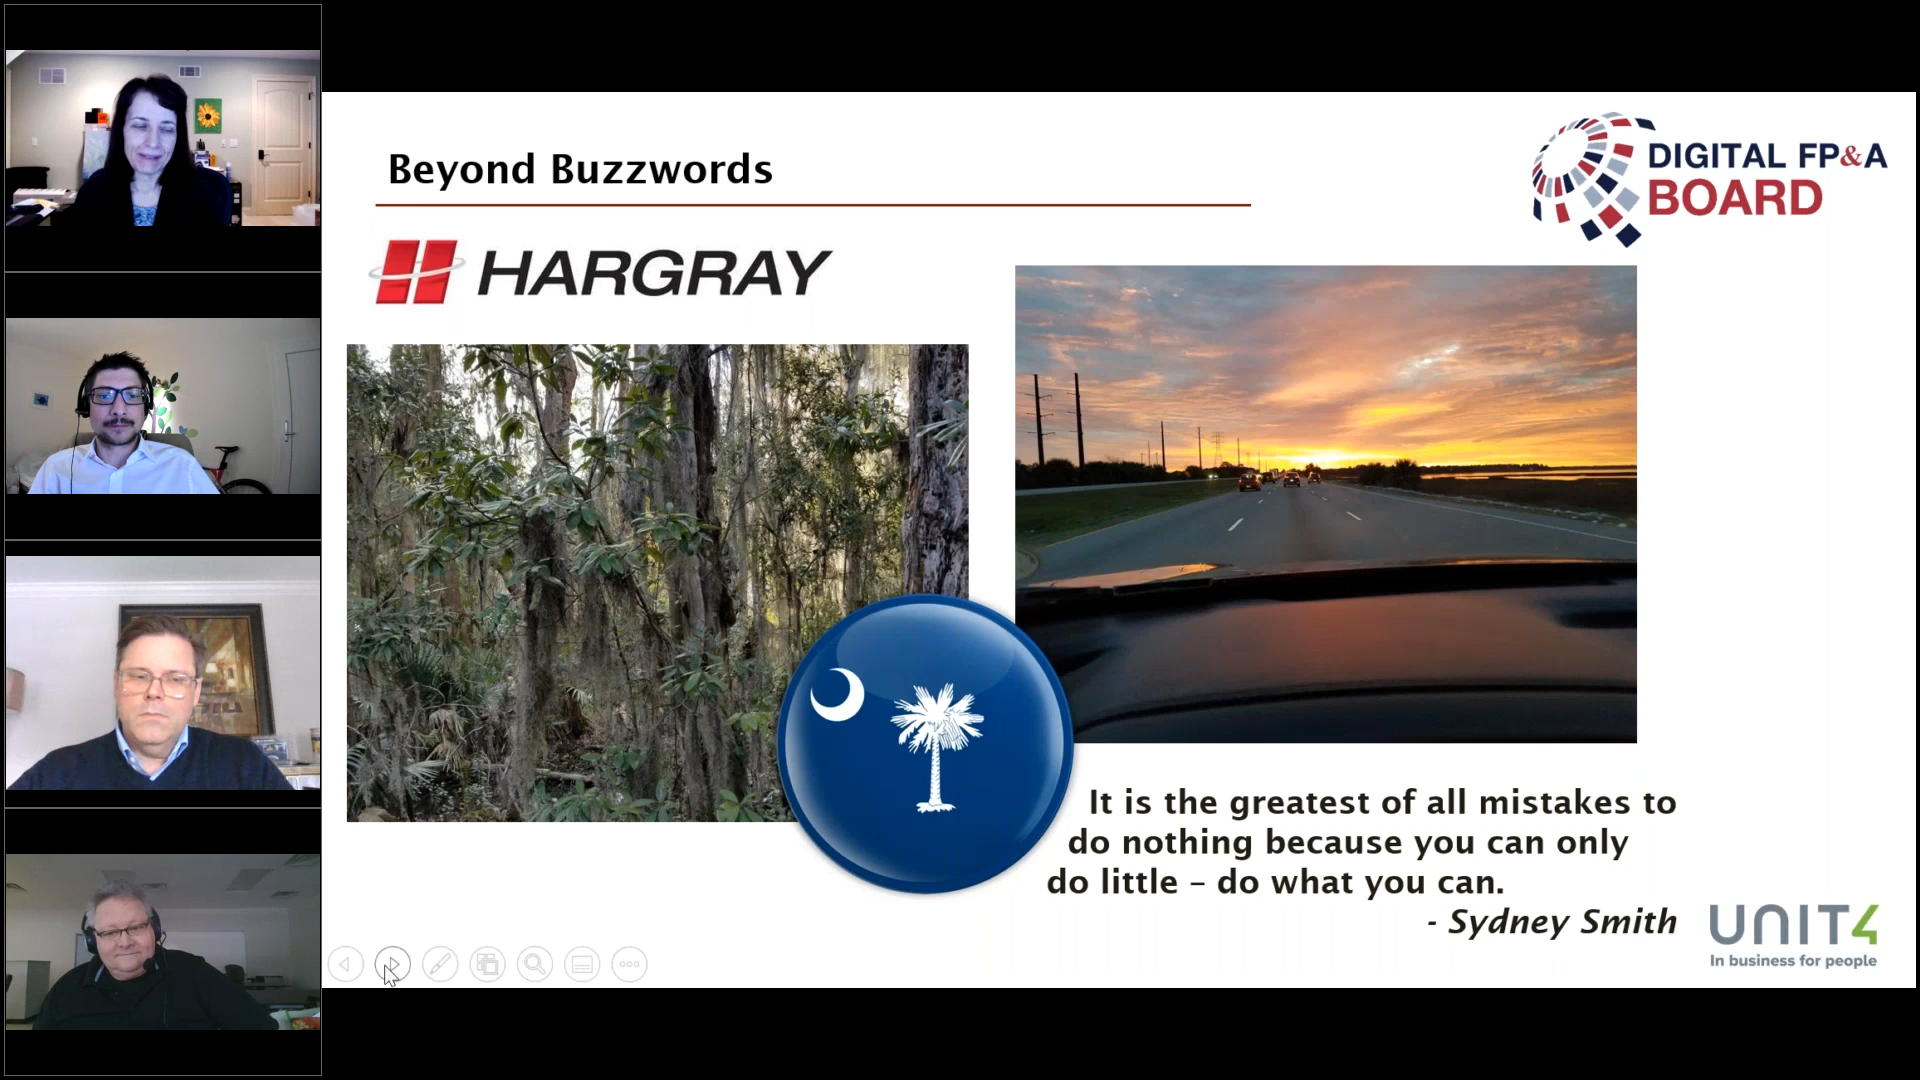 Beyond Buzzwords
DIGITAL FP&A
BOARD
HARGRAY
It is the greatest of all mistakes to
do nothing because you can only
do little – do what you can.
- Sydney Smith
UNIT4
In business for people